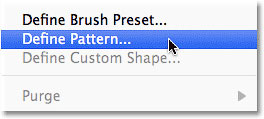 Define Brush Preset...
Define Pattern...
Define Custom Shape...
Purge